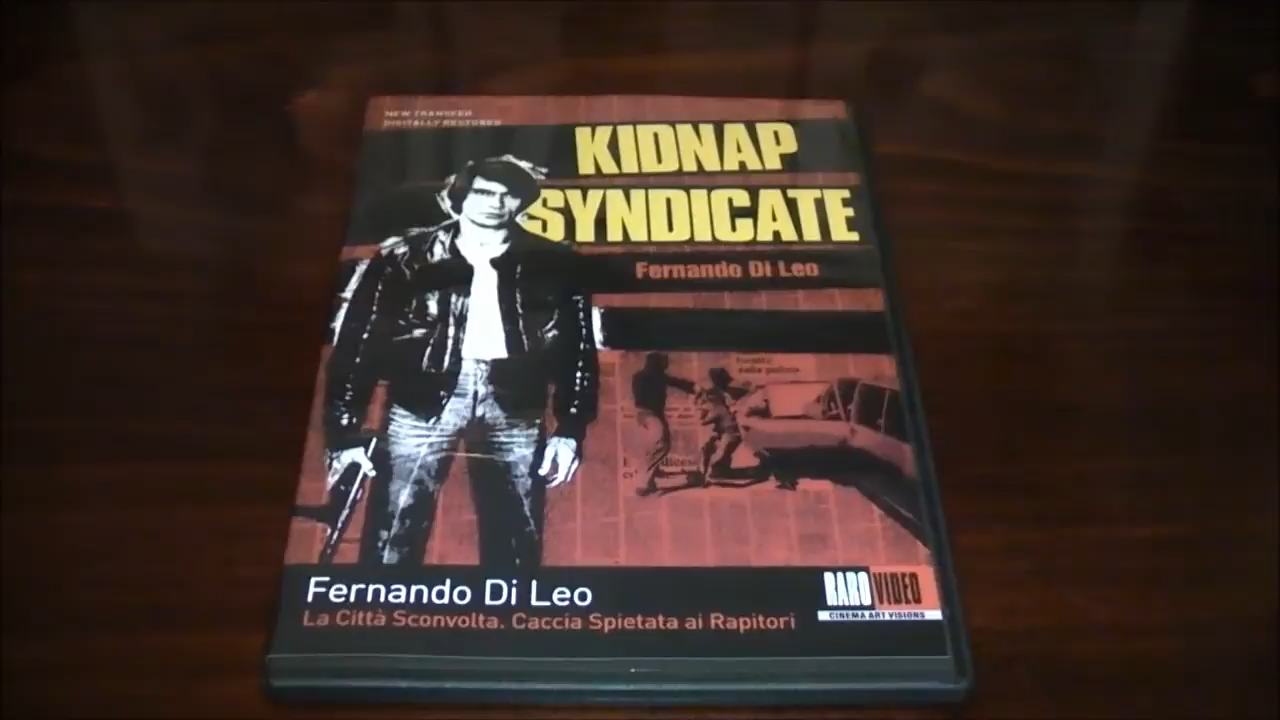 NEW TRANSFER
DIGITALLY RESTORED
KIDNAP
SYNDICATE
Fernando Di Leo
Fernando Di Leo
La Città Sconvolta. Caccia Spietata ai Rapitori
RARO VIDEO
CINEMA ART VISIONS